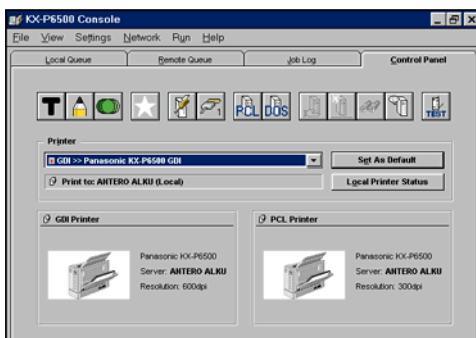 KX-P6500 Console
File View Settings Network Run Help
Local Queue Remote Queue Job Log Control Panel
T 1 PCL DOS TEST
Printer
GDI >> Panasonic KX-P6500 GDI Set As Default
Print to: ANTERO ALKU (Local) Local Printer Status
GDI Printer PCL Printer
Panasonic KX-P6500 Panasonic KX-P6500
Server: ANTERO ALKU Server: ANTERO ALKU
Resolution: 600dpi Resolution: 300dpi